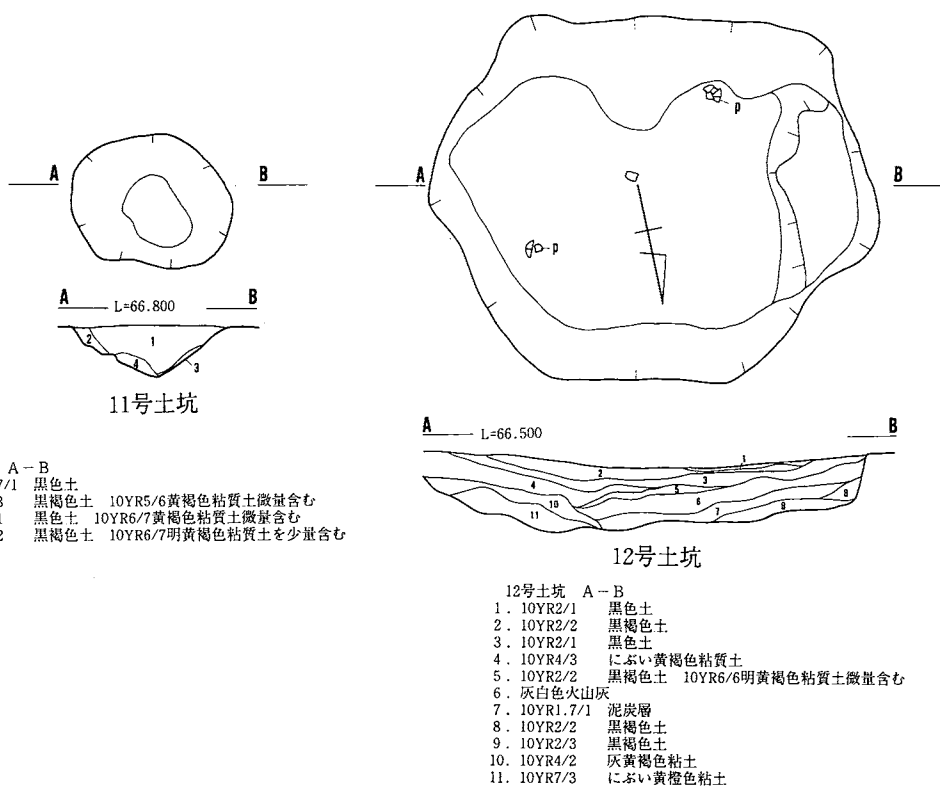 A B
A L=66.800 B
2 1 4 3
11号土坑
A-B
7/1 黒色土
3 黒褐色土 10YR5/6黄褐色粘質土微量含む
1 黒色土 10YR6/7黄褐色粘質土微量含む
2 黒褐色土 10YR6/7明黄褐色粘質土を少量含む
p
A B
p
A L=66.500 B
1
2 3
4 5
10 6 8
11 7 9
12号土坑
12号土坑 A-B
1. 10YR2/1 黒色土
2. 10YR2/2 黒褐色土
3. 10YR2/1 黒色土
4. 10YR4/3 にぶい黄褐色粘質土
5. 10YR2/2 黒褐色土 10YR6/6明黄褐色粘質土微量含む
6. 灰白色火山灰
7. 10YR1.7/1 泥炭層
8. 10YR2/2 黒褐色土
9. 10YR2/3 黒褐色土
10. 10YR4/2 灰黄褐色粘土
11. 10YR7/3 にぶい黄橙色粘土